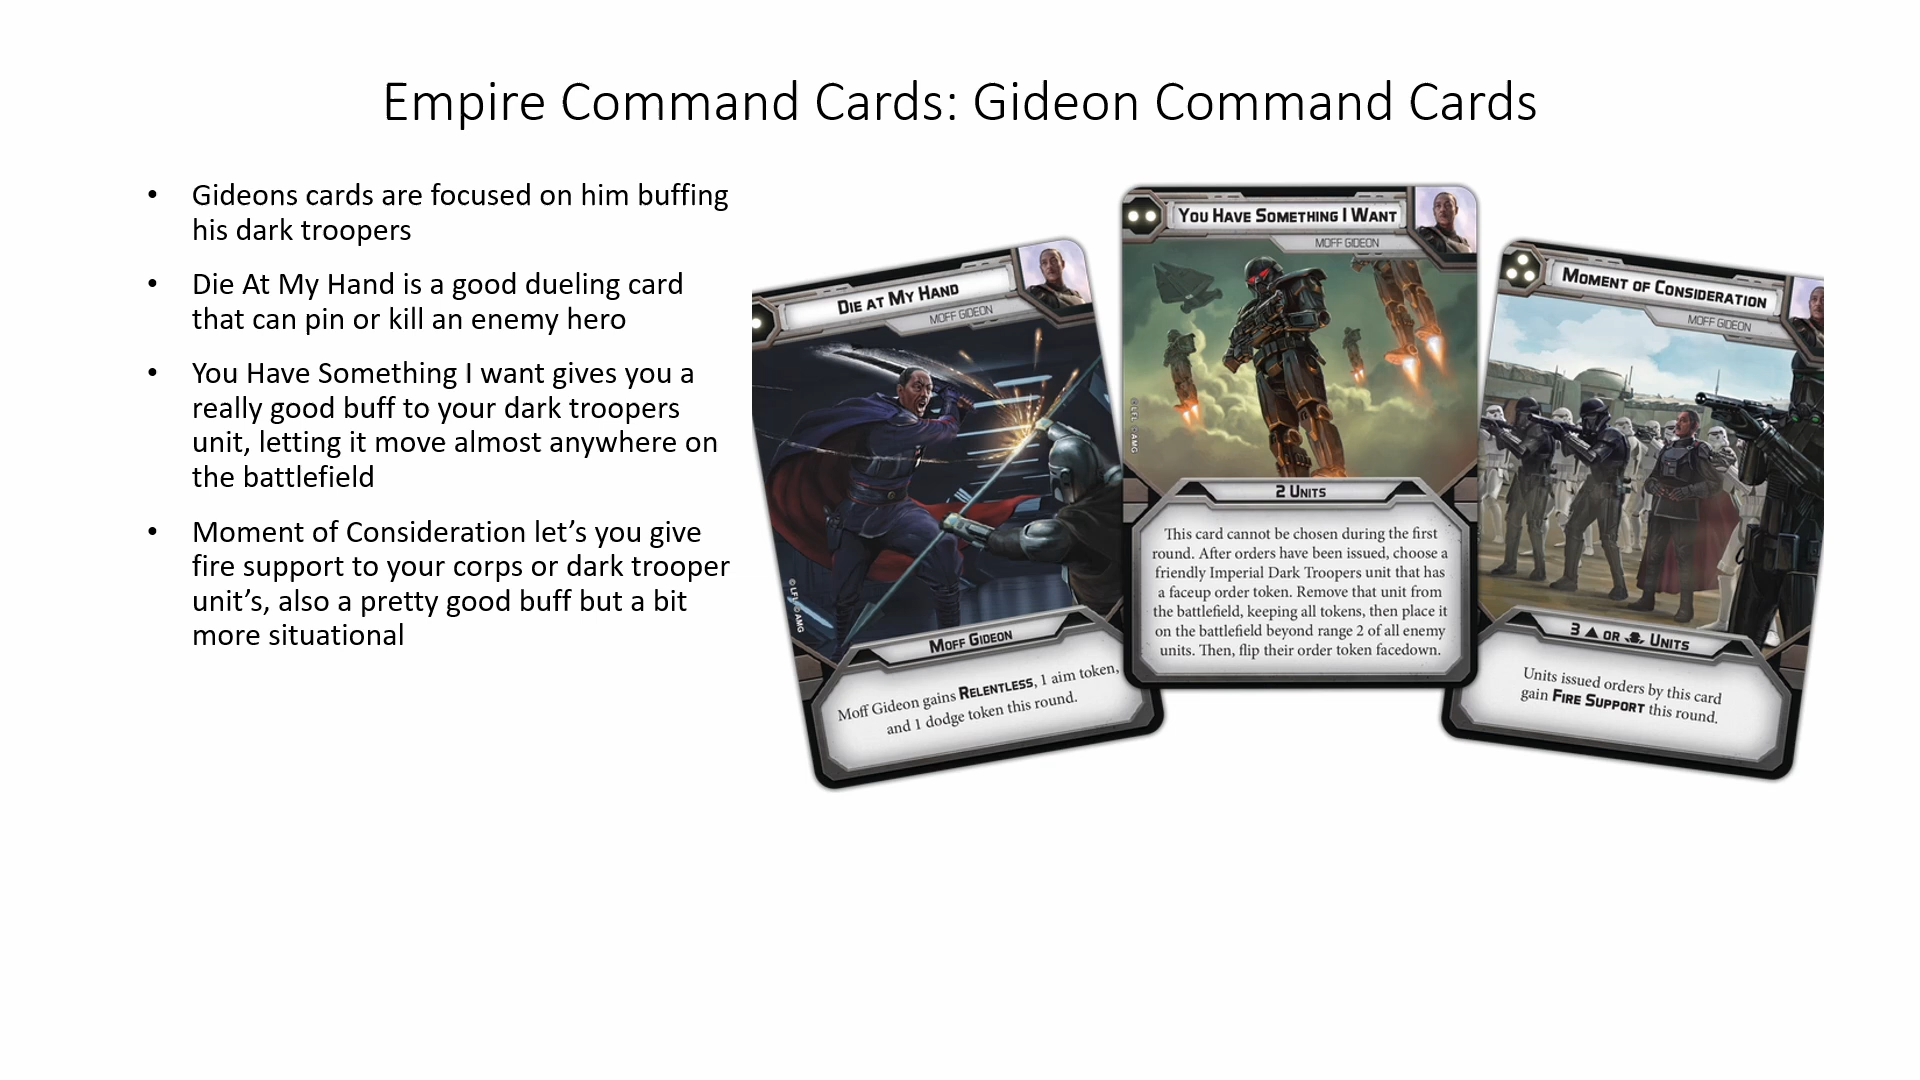 Empire Command Cards: Gideon Command Cards
• Gideons cards are focused on him buffing
his dark troopers
• Die At My Hand is a good dueling card
that can pin or kill an enemy hero
• You Have Something I want gives you a
really good buff to your dark troopers
unit, letting it move almost anywhere on
the battlefield
• Moment of Consideration let’s you give
fire support to your corps or dark trooper
unit’s, also a pretty good buff but a bit
more situational
Die at My Hand
Moff Gideon
© LFL © AMG
Moff Gideon
Moff Gideon gains Relentless, 1 aim token,
and 1 dodge token this round.
You Have Something I Want
Moff Gideon
© LFL © AMG
2 Units
This card cannot be chosen during the first
round. After orders have been issued, choose a
friendly Imperial Dark Troopers unit that has
a faceup order token. Remove that unit from
the battlefield, keeping all tokens, then place it
on the battlefield beyond range 2 of all enemy
units. Then, flip their order token facedown.
Moment of Consideration
Moff Gideon
3 or Units
Units issued orders by this card
gain Fire Support this round.